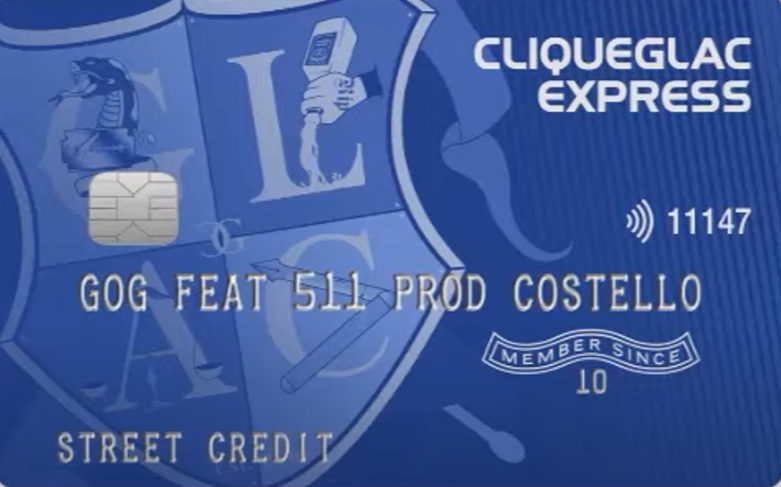 CLIQUEGLAC
EXPRESS
G L
11147
GOG FEAT 511 PROD COSTELLO
A C
MEMBER SINCE
10
STREET CREDIT